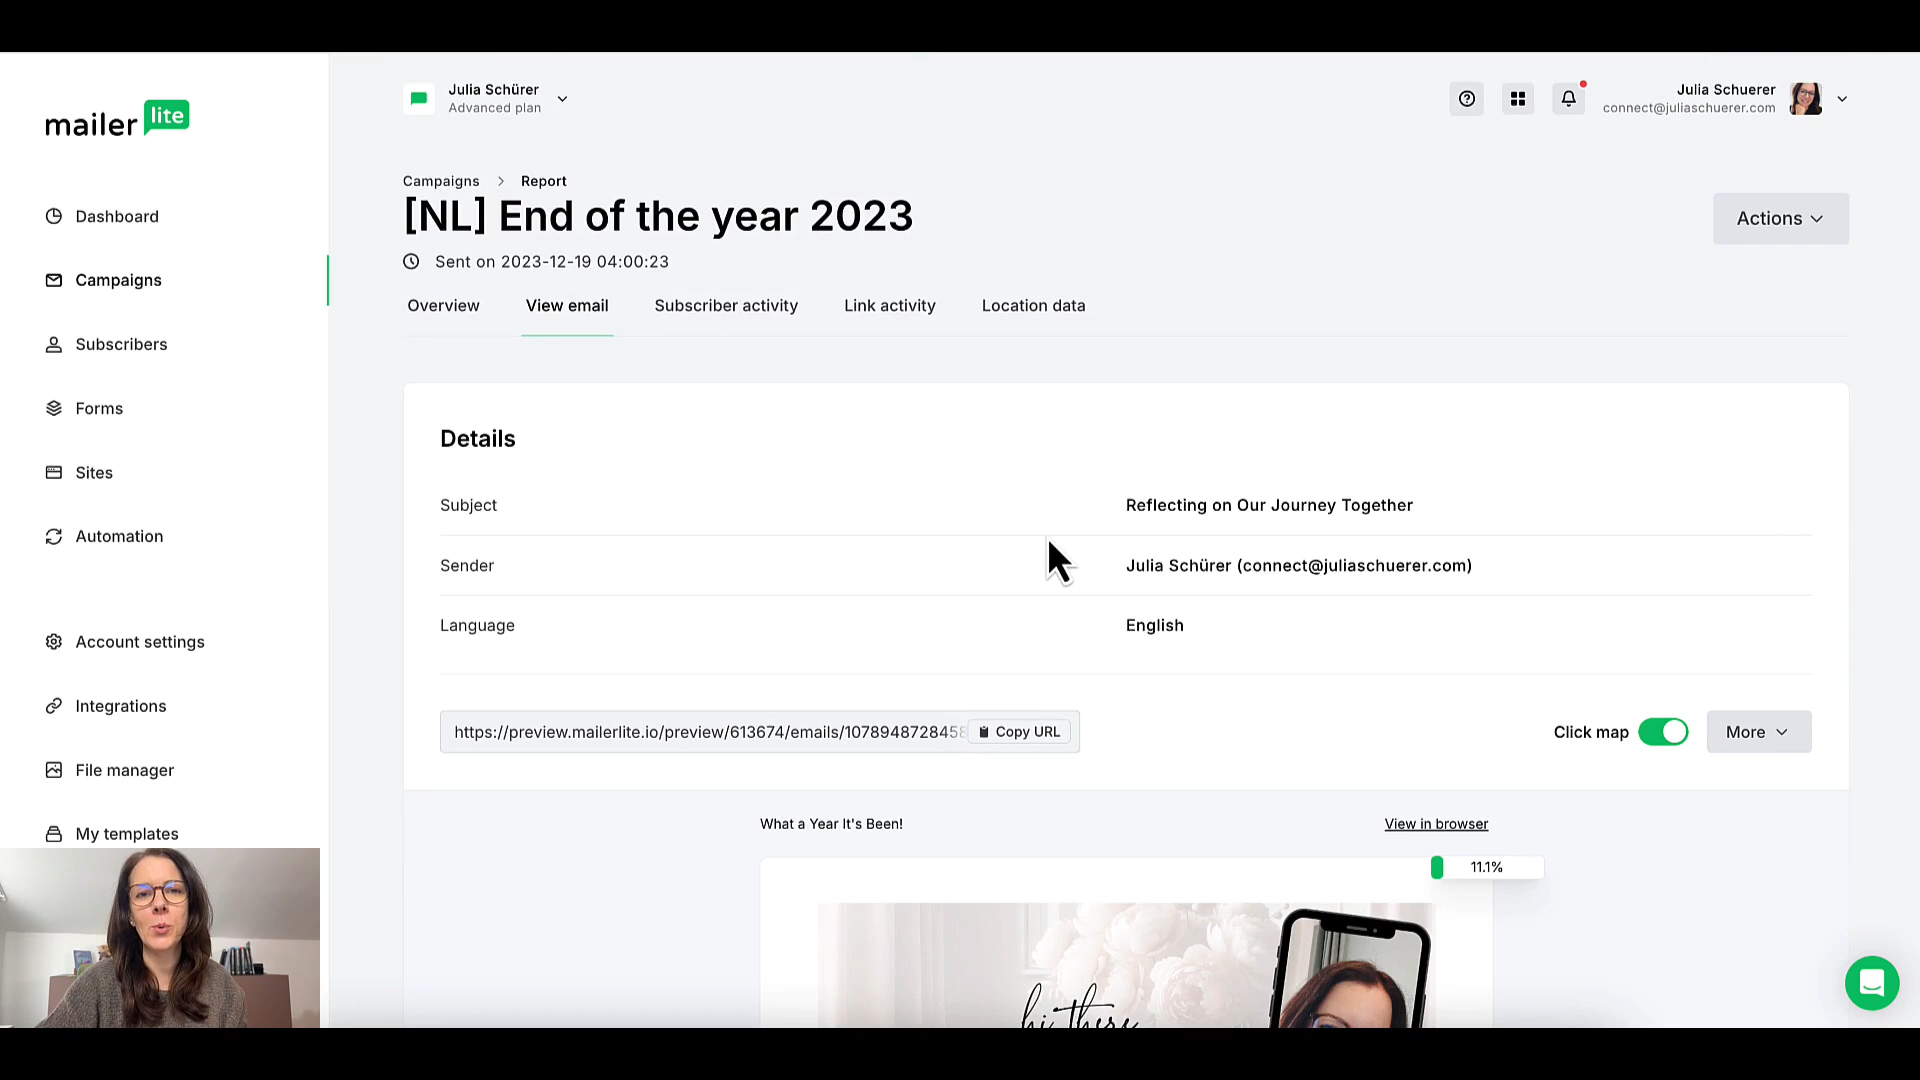 mailer lite
Julia Schürer
Advanced plan
Julia Schuerer
connect@juliaschuerer.com
Dashboard
Campaigns
Subscribers
Forms
Sites
Automation
Account settings
Integrations
File manager
My templates
Campaigns > Report
[NL] End of the year 2023
Actions
Sent on 2023-12-19 04:00:23
Overview View email Subscriber activity Link activity Location data
Details
Subject Reflecting on Our Journey Together
Sender Julia Schürer (connect@juliaschuerer.com)
Language English
https://preview.mailerlite.io/preview/613674/emails/1078948728458 Copy URL
Click map More
What a Year It's Been! View in browser
11.1%
hi there